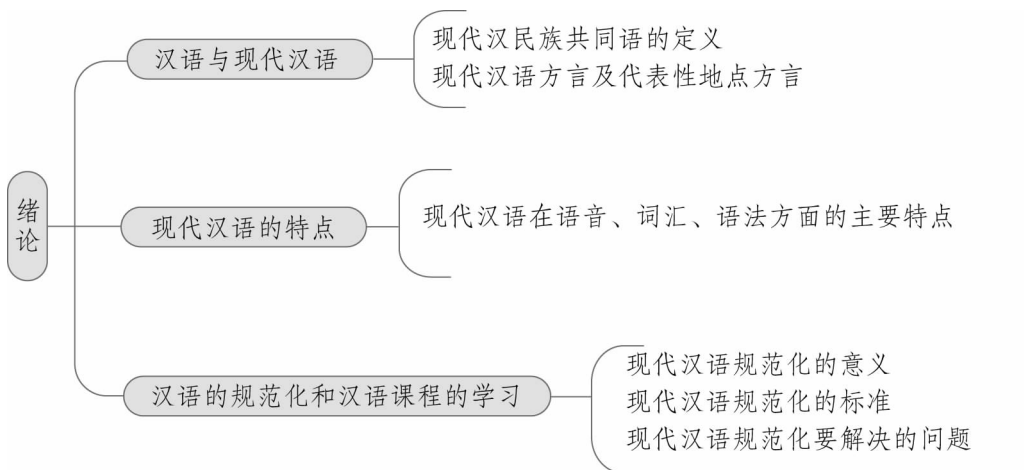 绪论
汉语与现代汉语
现代汉民族共同语的定义
现代汉语方言及代表性地点方言
现代汉语的特点
现代汉语在语音、词汇、语法方面的主要特点
汉语的规范化和汉语课程的学习
现代汉语规范化的意义
现代汉语规范化的标准
现代汉语规范化要解决的问题